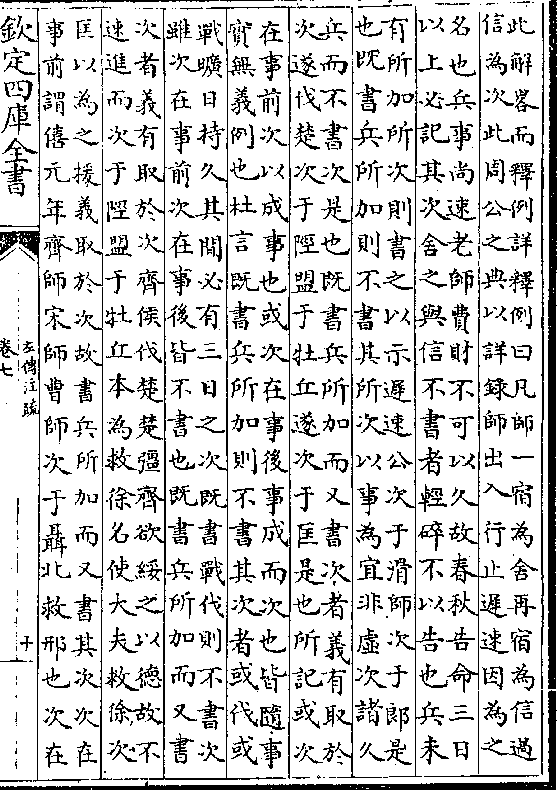 此解畧而釋例詳釋例曰凡師一宿為舍再宿為信過
信為次此周公之典以詳錄師出入行止遲速因為之
名也兵事尚速老師費財不可以久故春秋告命三日
以上必記其次舍之與信不書者輕碎不以告也兵未
有所加所次則書之以示遲速公次于滑師次于郎是
也既書兵所加則不書其所次以事為宜非虛次諸久
兵而不書次是也既書兵所加而又書次者義有取於
次遂伐楚次于陘盟于牡丘遂次于匡是也所記或次
在事前次以成事也或次在事後事成而次也皆隨事
實無義例也杜言既書兵所加則不書其次者或伐或
戰曠日持久其間必有三日之次既書戰伐則不書次
雖次在事前次在事後皆不書也既書兵所加而又書
次者義有取於次齊侯伐楚楚彊齊欲綏之以德故不
速進而次于陘盟于牡丘本為救徐名使大夫救徐次
匡以為之援義取於次故書兵所加而又書其次次在
事前謂僖元年齊師宋師曹師次于聶北救邢也次在
欽定四庫全書
左傳注疏
卷七
十